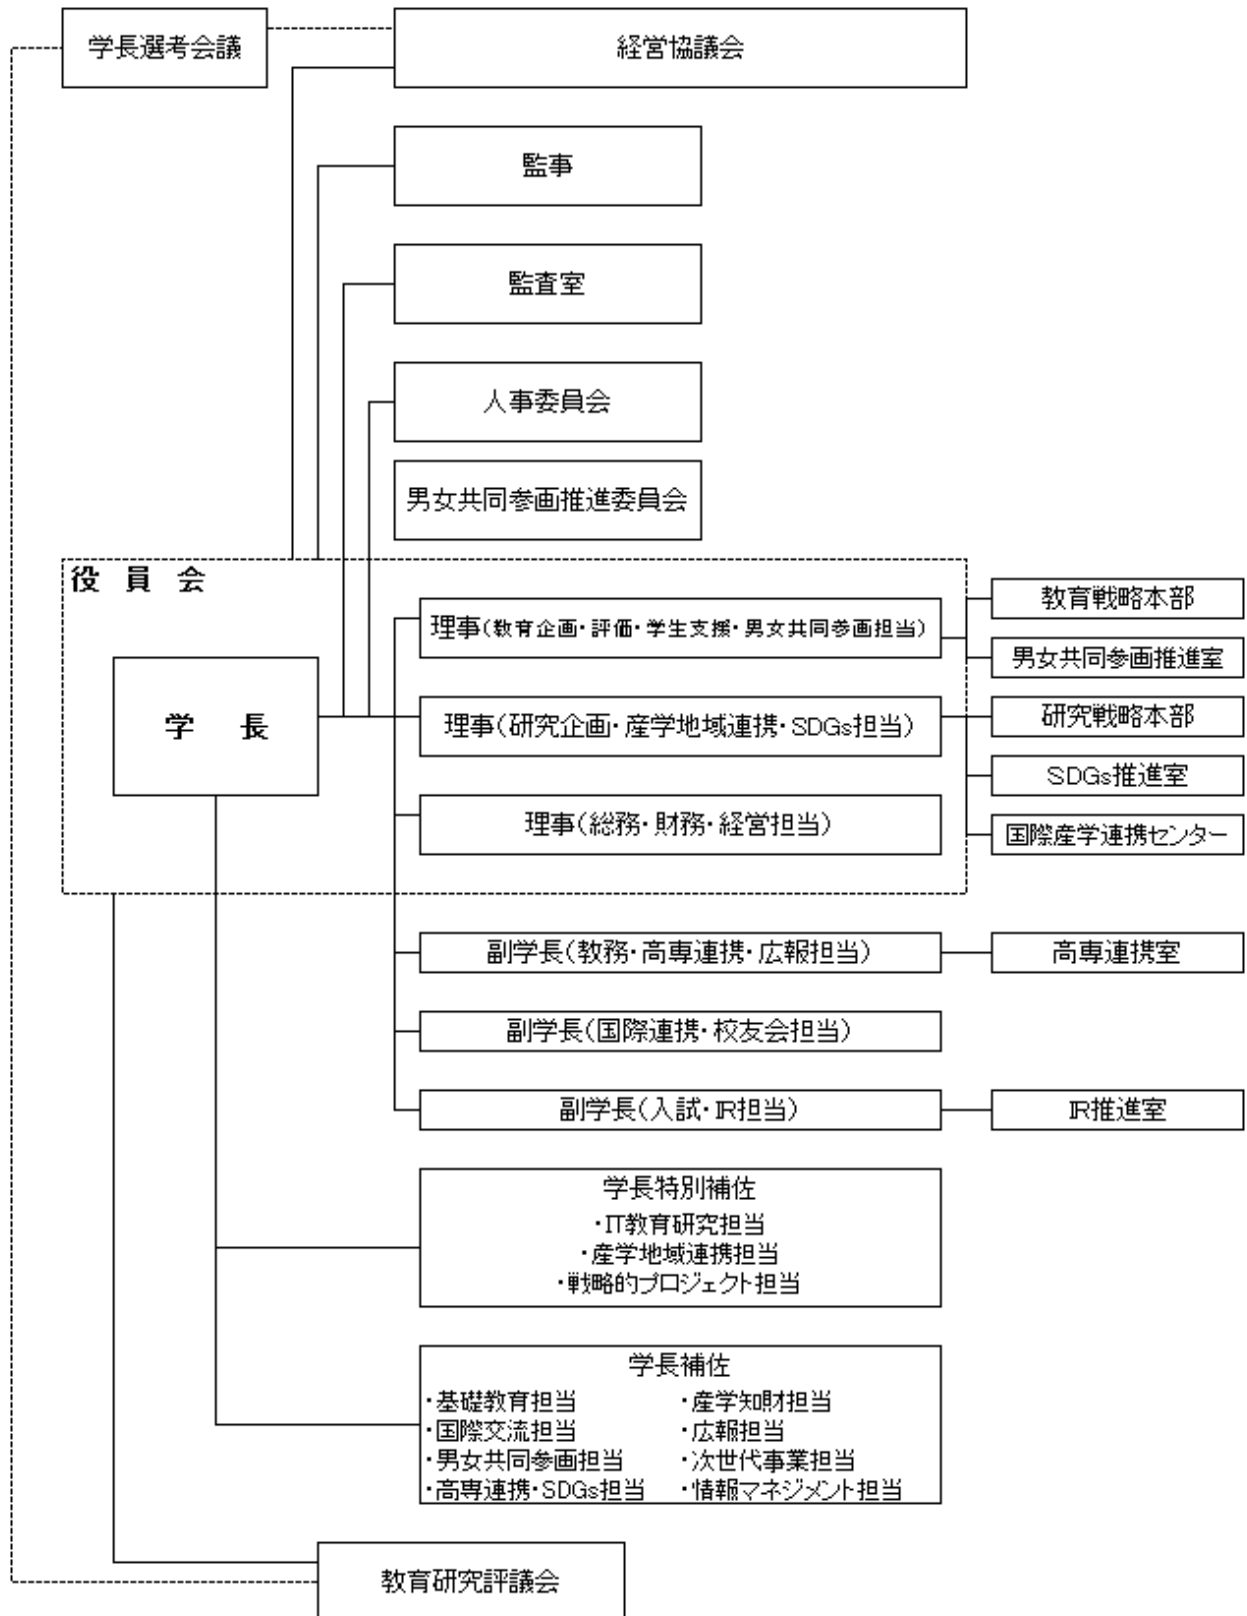 学長選考会議
経営協議会
監事
監査室
人事委員会
男女共同参画推進委員会
役 員 会
学 長
理事(教育企画・評価・学生支援・男女共同参画担当)
教育戦略本部
男女共同参画推進室
理事(研究企画・産学地域連携・SDGs担当)
研究戦略本部
SDGs推進室
理事(総務・財務・経営担当)
国際産学連携センター
副学長(教務・高専連携・広報担当)
高専連携室
副学長(国際連携・校友会担当)
副学長(入試・IR担当)
IR推進室
学長特別補佐
・IT教育研究担当
・産学地域連携担当
・戦略的プロジェクト担当
学長補佐
・基礎教育担当
・国際交流担当
・男女共同参画担当
・高専連携・SDGs担当
・産学知財担当
・広報担当
・次世代事業担当
・情報マネジメント担当
教育研究評議会